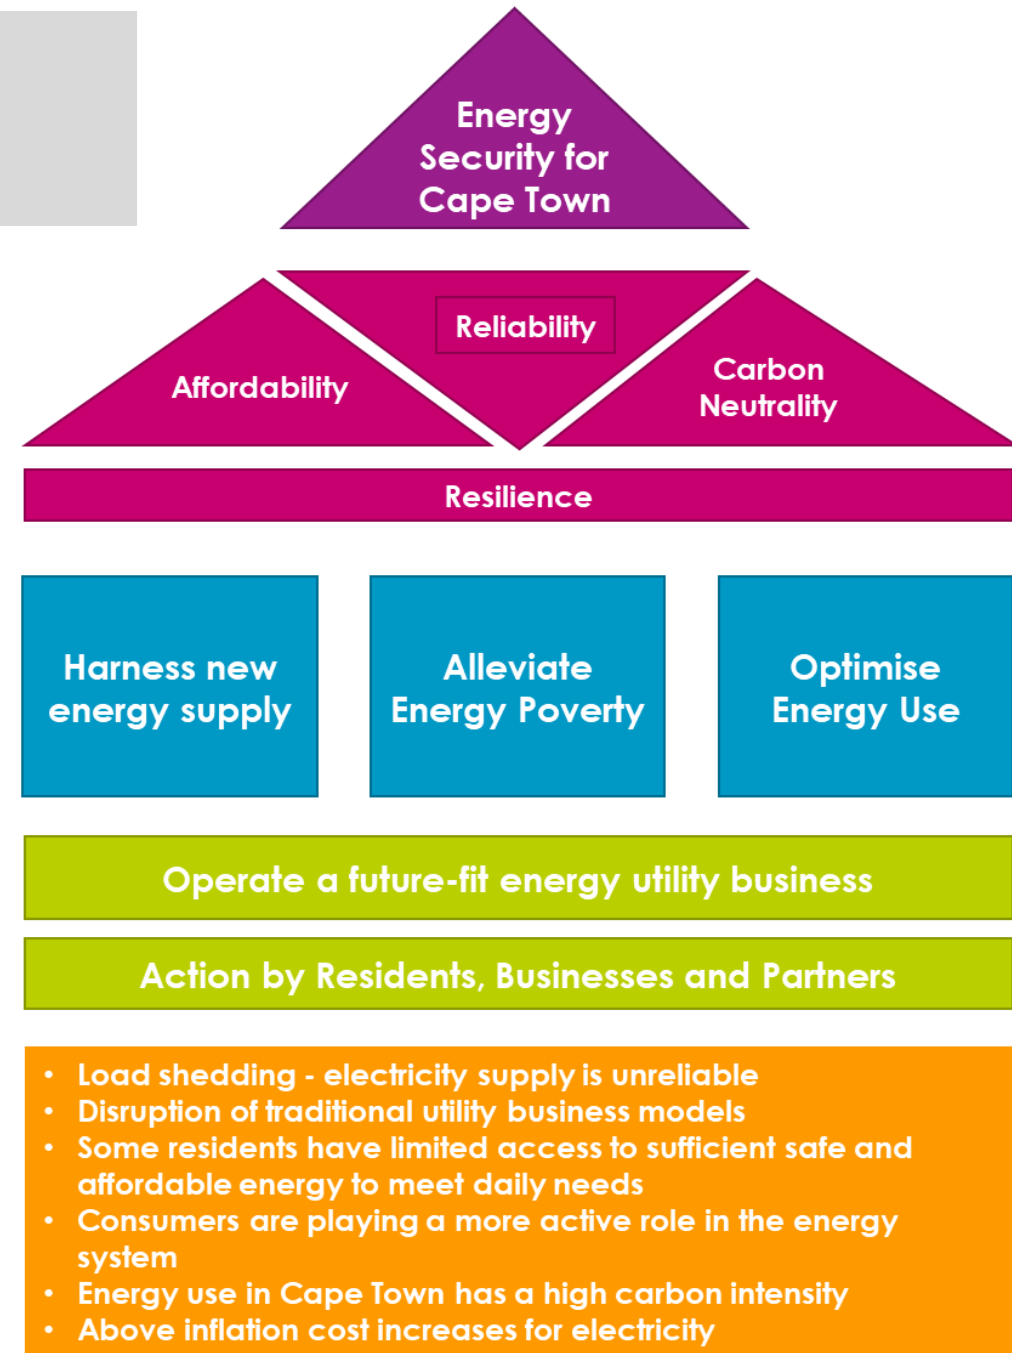 Energy
Security for
Cape Town
Reliability
Affordability
Carbon
Neutrality
Resilience
Harness new
energy supply
Alleviate
Energy Poverty
Optimise
Energy Use
Operate a future-fit energy utility business
Action by Residents, Businesses and Partners
• Load shedding - electricity supply is unreliable
• Disruption of traditional utility business models
• Some residents have limited access to sufficient safe and
affordable energy to meet daily needs
• Consumers are playing a more active role in the energy
system
• Energy use in Cape Town has a high carbon intensity
• Above inflation cost increases for electricity